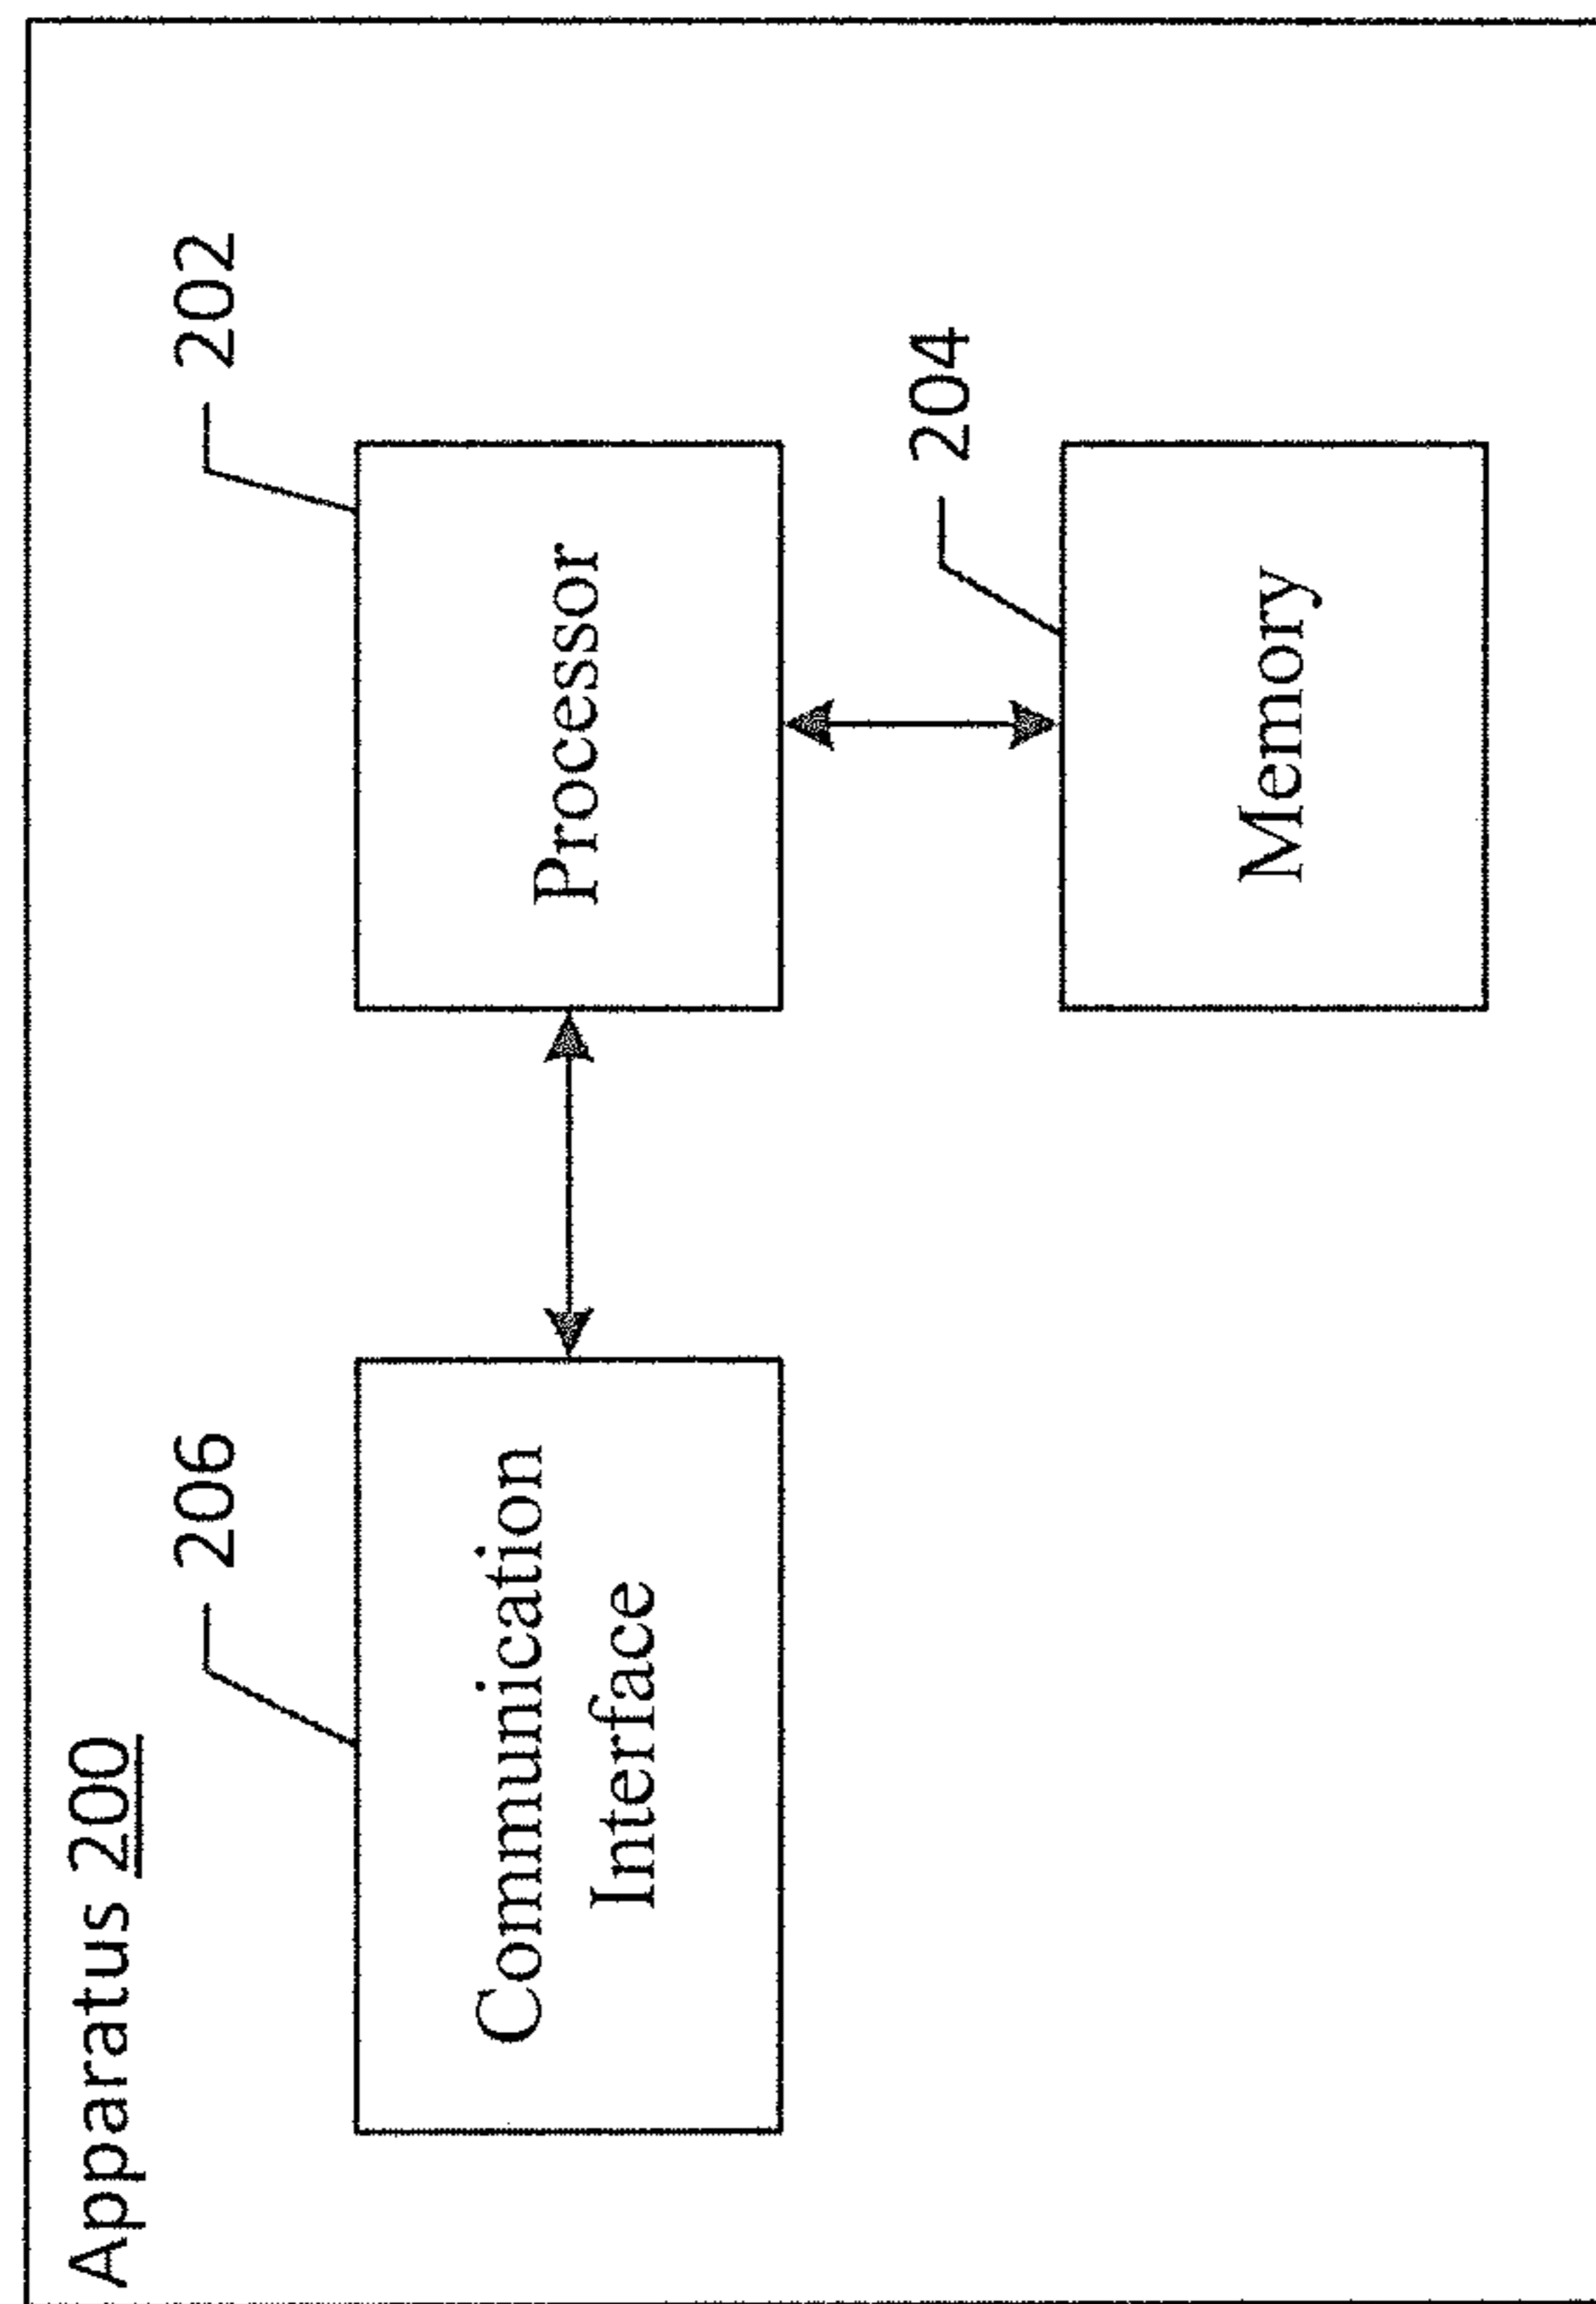 Apparatus 200
206
202
Communication
Interface
Processor
204
Memory